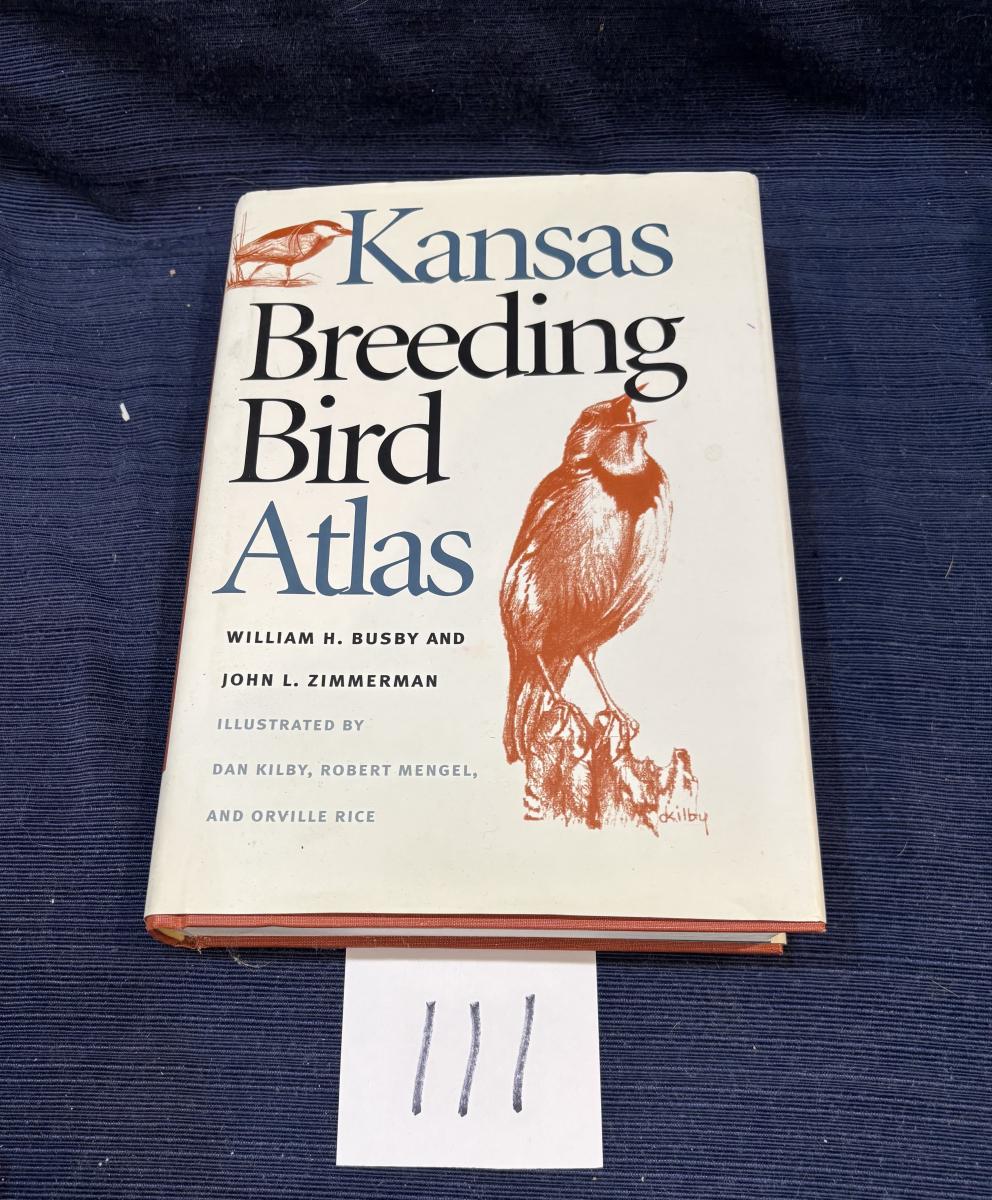 Kansas
Breeding
Bird
Atlas
WILLIAM H. BUSBY AND
JOHN L. ZIMMERMAN
ILLUSTRATED BY
DAN KILBY, ROBERT MENGEL,
AND ORVILLE RICE
dkilby
111